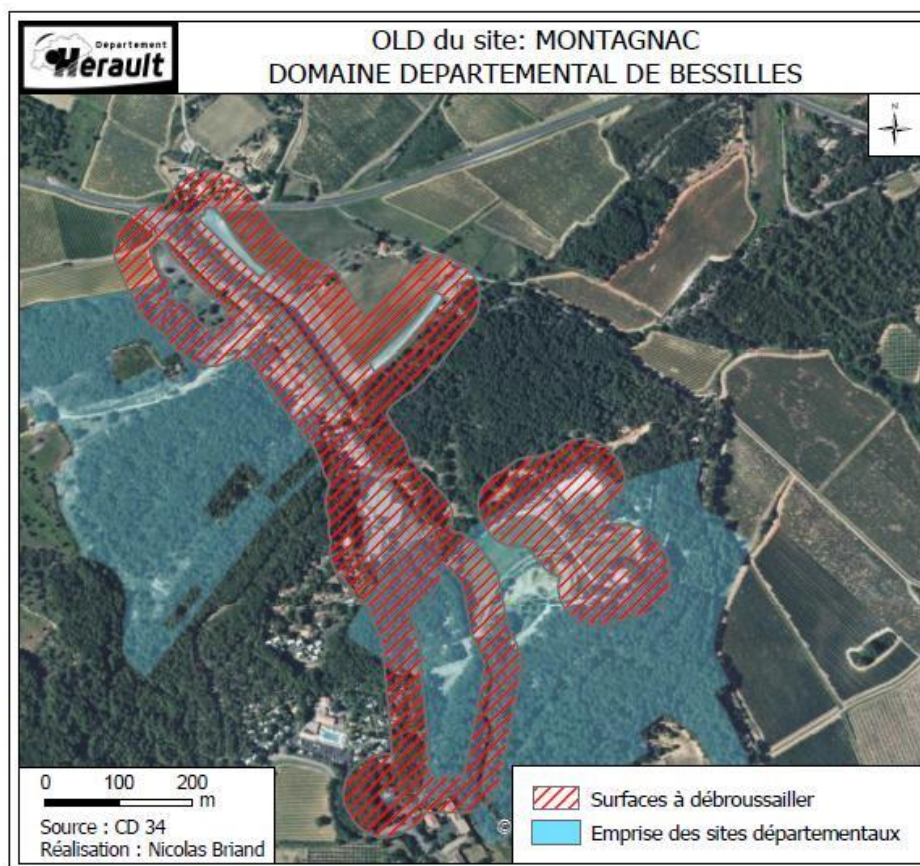 Département
Hérault
OLD du site: MONTAGNAC
DOMAINE DEPARTEMENTAL DE BESSILLES
N
0 100 200
m
Source : CD 34
Réalisation : Nicolas Briand
©
Surfaces à débroussailler
Emprise des sites départementaux